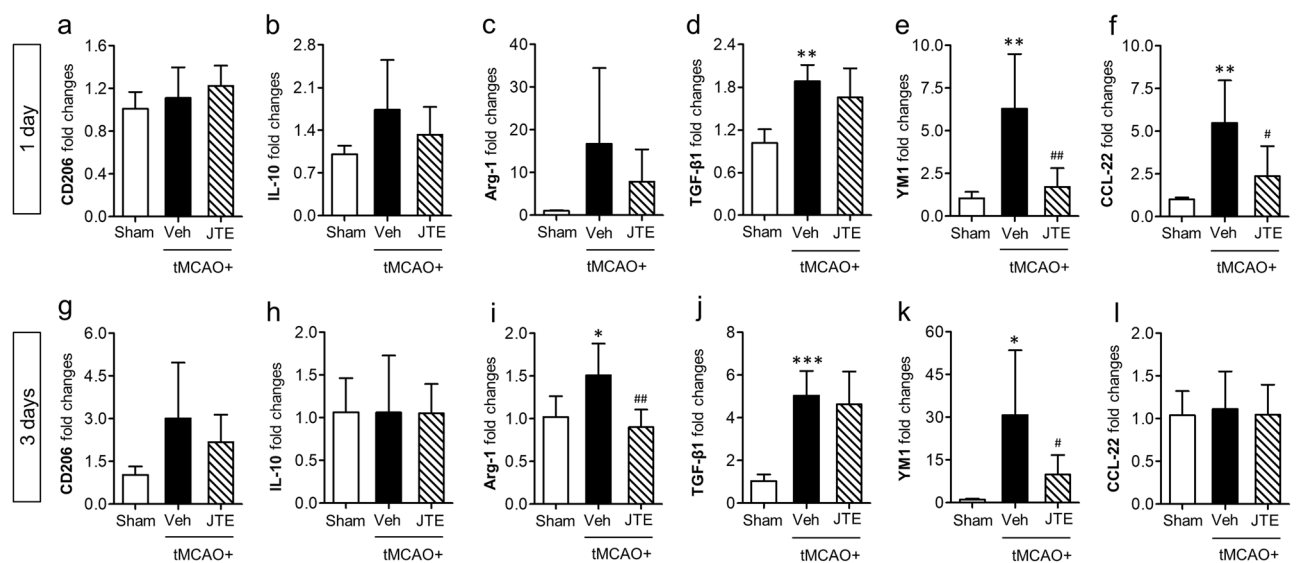 1 day
a
CD206 fold changes
1.6
1.2
0.8
0.4
0.0
Sham Veh JTE
tMCAO+
b
IL-10 fold changes
2.8
2.1
1.4
0.7
0.0
Sham Veh JTE
tMCAO+
c
Arg-1 fold changes
40
30
20
10
0
Sham Veh JTE
tMCAO+
d
TGF-β1 fold changes
2.4
1.8
1.2
0.6
0.0
**
Sham Veh JTE
tMCAO+
e
YM1 fold changes
10.0
7.5
5.0
2.5
0.0
**
##
Sham Veh JTE
tMCAO+
f
CCL-22 fold changes
10.0
7.5
5.0
2.5
0.0
**
#
Sham Veh JTE
tMCAO+
3 days
g
CD206 fold changes
6.0
4.5
3.0
1.5
0.0
Sham Veh JTE
tMCAO+
h
IL-10 fold changes
2.0
1.5
1.0
0.5
0.0
Sham Veh JTE
tMCAO+
i
Arg-1 fold changes
2.0
1.5
1.0
0.5
0.0
*
##
Sham Veh JTE
tMCAO+
j
TGF-β1 fold changes
8
6
4
2
0
***
Sham Veh JTE
tMCAO+
k
YM1 fold changes
60
45
30
15
0
*
#
Sham Veh JTE
tMCAO+
l
CCL-22 fold changes
2.0
1.5
1.0
0.5
0.0
Sham Veh JTE
tMCAO+